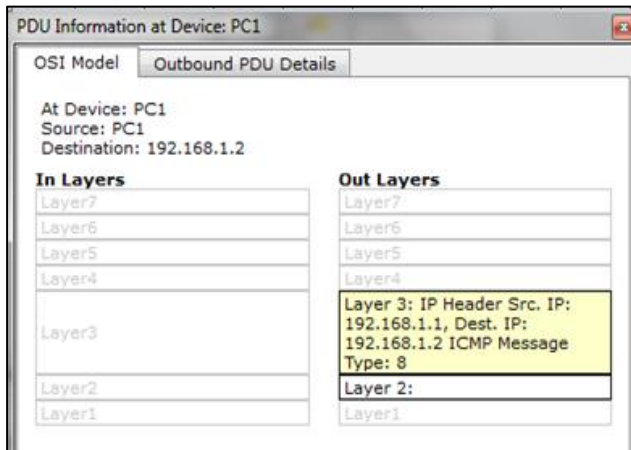 PDU Information at Device: PC1
OSI Model
Outbound PDU Details
At Device: PC1
Source: PC1
Destination: 192.168.1.2
In Layers
Layer7
Layer6
Layer5
Layer4
Layer3
Layer2
Layer1
Out Layers
Layer7
Layer6
Layer5
Layer4
Layer 3: IP Header Src. IP:
192.168.1.1, Dest. IP:
192.168.1.2 ICMP Message
Type: 8
Layer 2:
Layer1